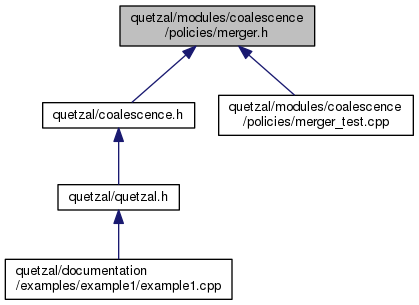 quetzal/modules/coalescence
/policies/merger.h
quetzal/coalescence.h
quetzal/modules/coalescence
/policies/merger_test.cpp
quetzal/quetzal.h
quetzal/documentation
/examples/example1/example1.cpp